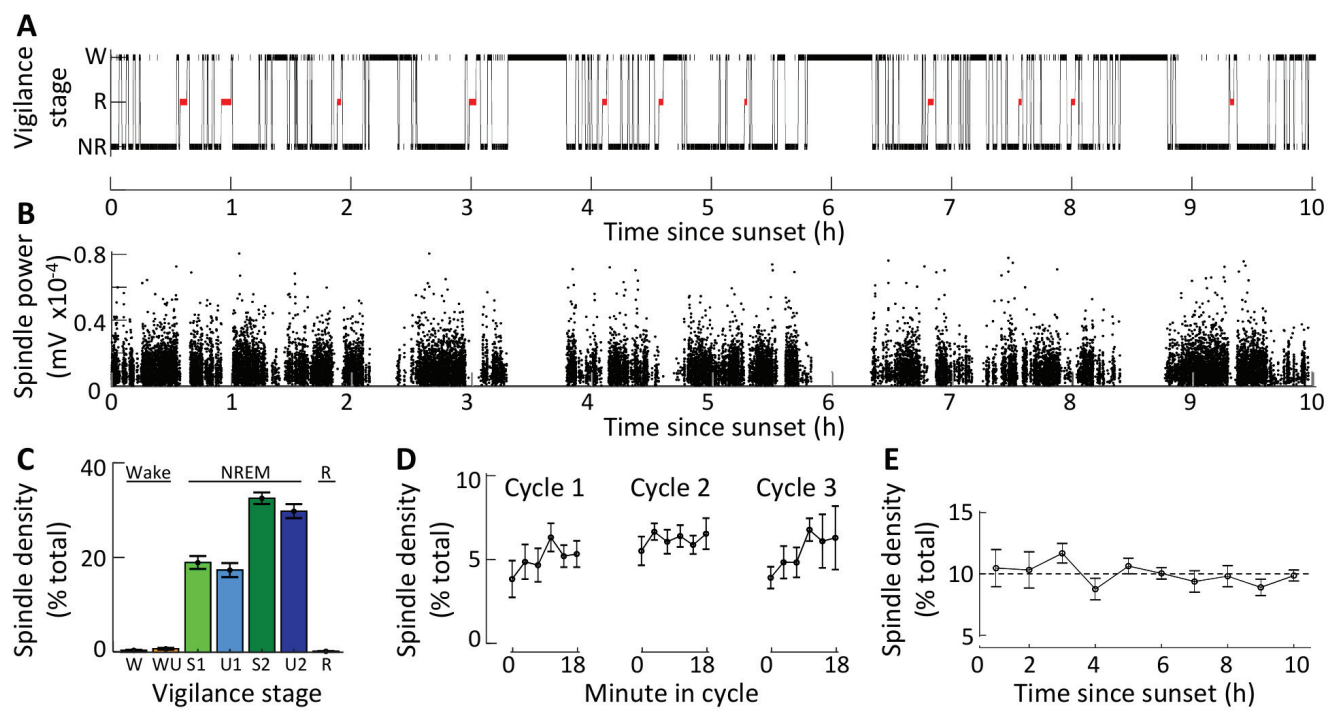 A
Vigilance
stage
W
R
NR
0 1 2 3 4 5 6 7 8 9 10
Time since sunset (h)
B
Spindle power
(mV x10-4)
0.8
0.4
0
0 1 2 3 4 5 6 7 8 9 10
Time since sunset (h)
C
Spindle density
(% total)
40
20
0
Wake NREM R
W WU S1 U1 S2 U2 R
Vigilance stage
D
Spindle density
(% total)
10
5
0
Cycle 1 Cycle 2 Cycle 3
0 18 0 18 0 18
Minute in cycle
E
Spindle density
(% total)
15
10
5
0 2 4 6 8 10
Time since sunset (h)